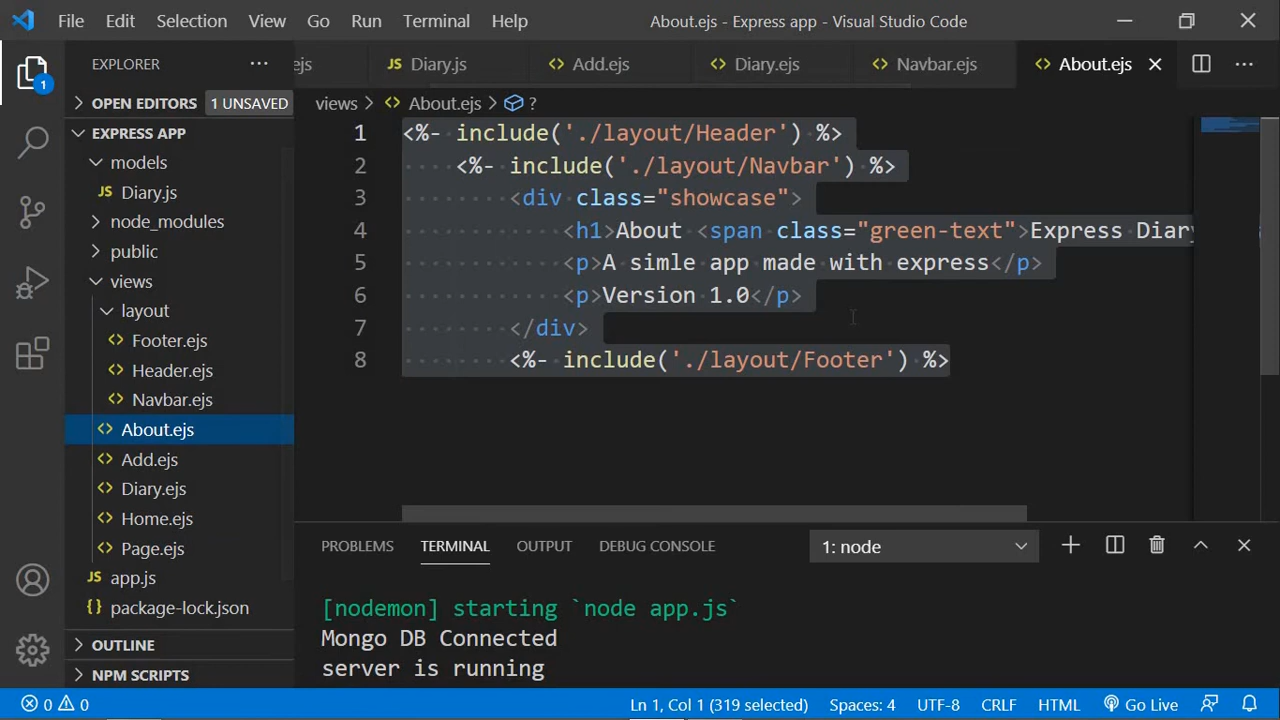 File Edit Selection View Go Run Terminal Help About.ejs - Express app - Visual Studio Code
1
EXPLORER ···
OPEN EDITORS 1 UNSAVED
EXPRESS APP
models
JS Diary.js
node_modules
public
views
layout
<> Footer.ejs
<> Header.ejs
<> Navbar.ejs
<> About.ejs
<> Add.ejs
<> Diary.ejs
<> Home.ejs
<> Page.ejs
JS app.js
{} package-lock.json
OUTLINE
NPM SCRIPTS
ejs JS Diary.js <> Add.ejs <> Diary.ejs <> Navbar.ejs <> About.ejs
views > <> About.ejs > ?
1 <%- include('./layout/Header') %>
2 <%- include('./layout/Navbar') %>
3 <div class="showcase">
4 <h1>About <span class="green-text">Express Diary
5 <p>A simle app made with express</p>
6 <p>Version 1.0</p>
7 </div>
8 <%- include('./layout/Footer') %>
PROBLEMS TERMINAL OUTPUT DEBUG CONSOLE 1: node
[nodemon] starting `node app.js`
Mongo DB Connected
server is running
0 0 Ln 1, Col 1 (319 selected) Spaces: 4 UTF-8 CRLF HTML Go Live